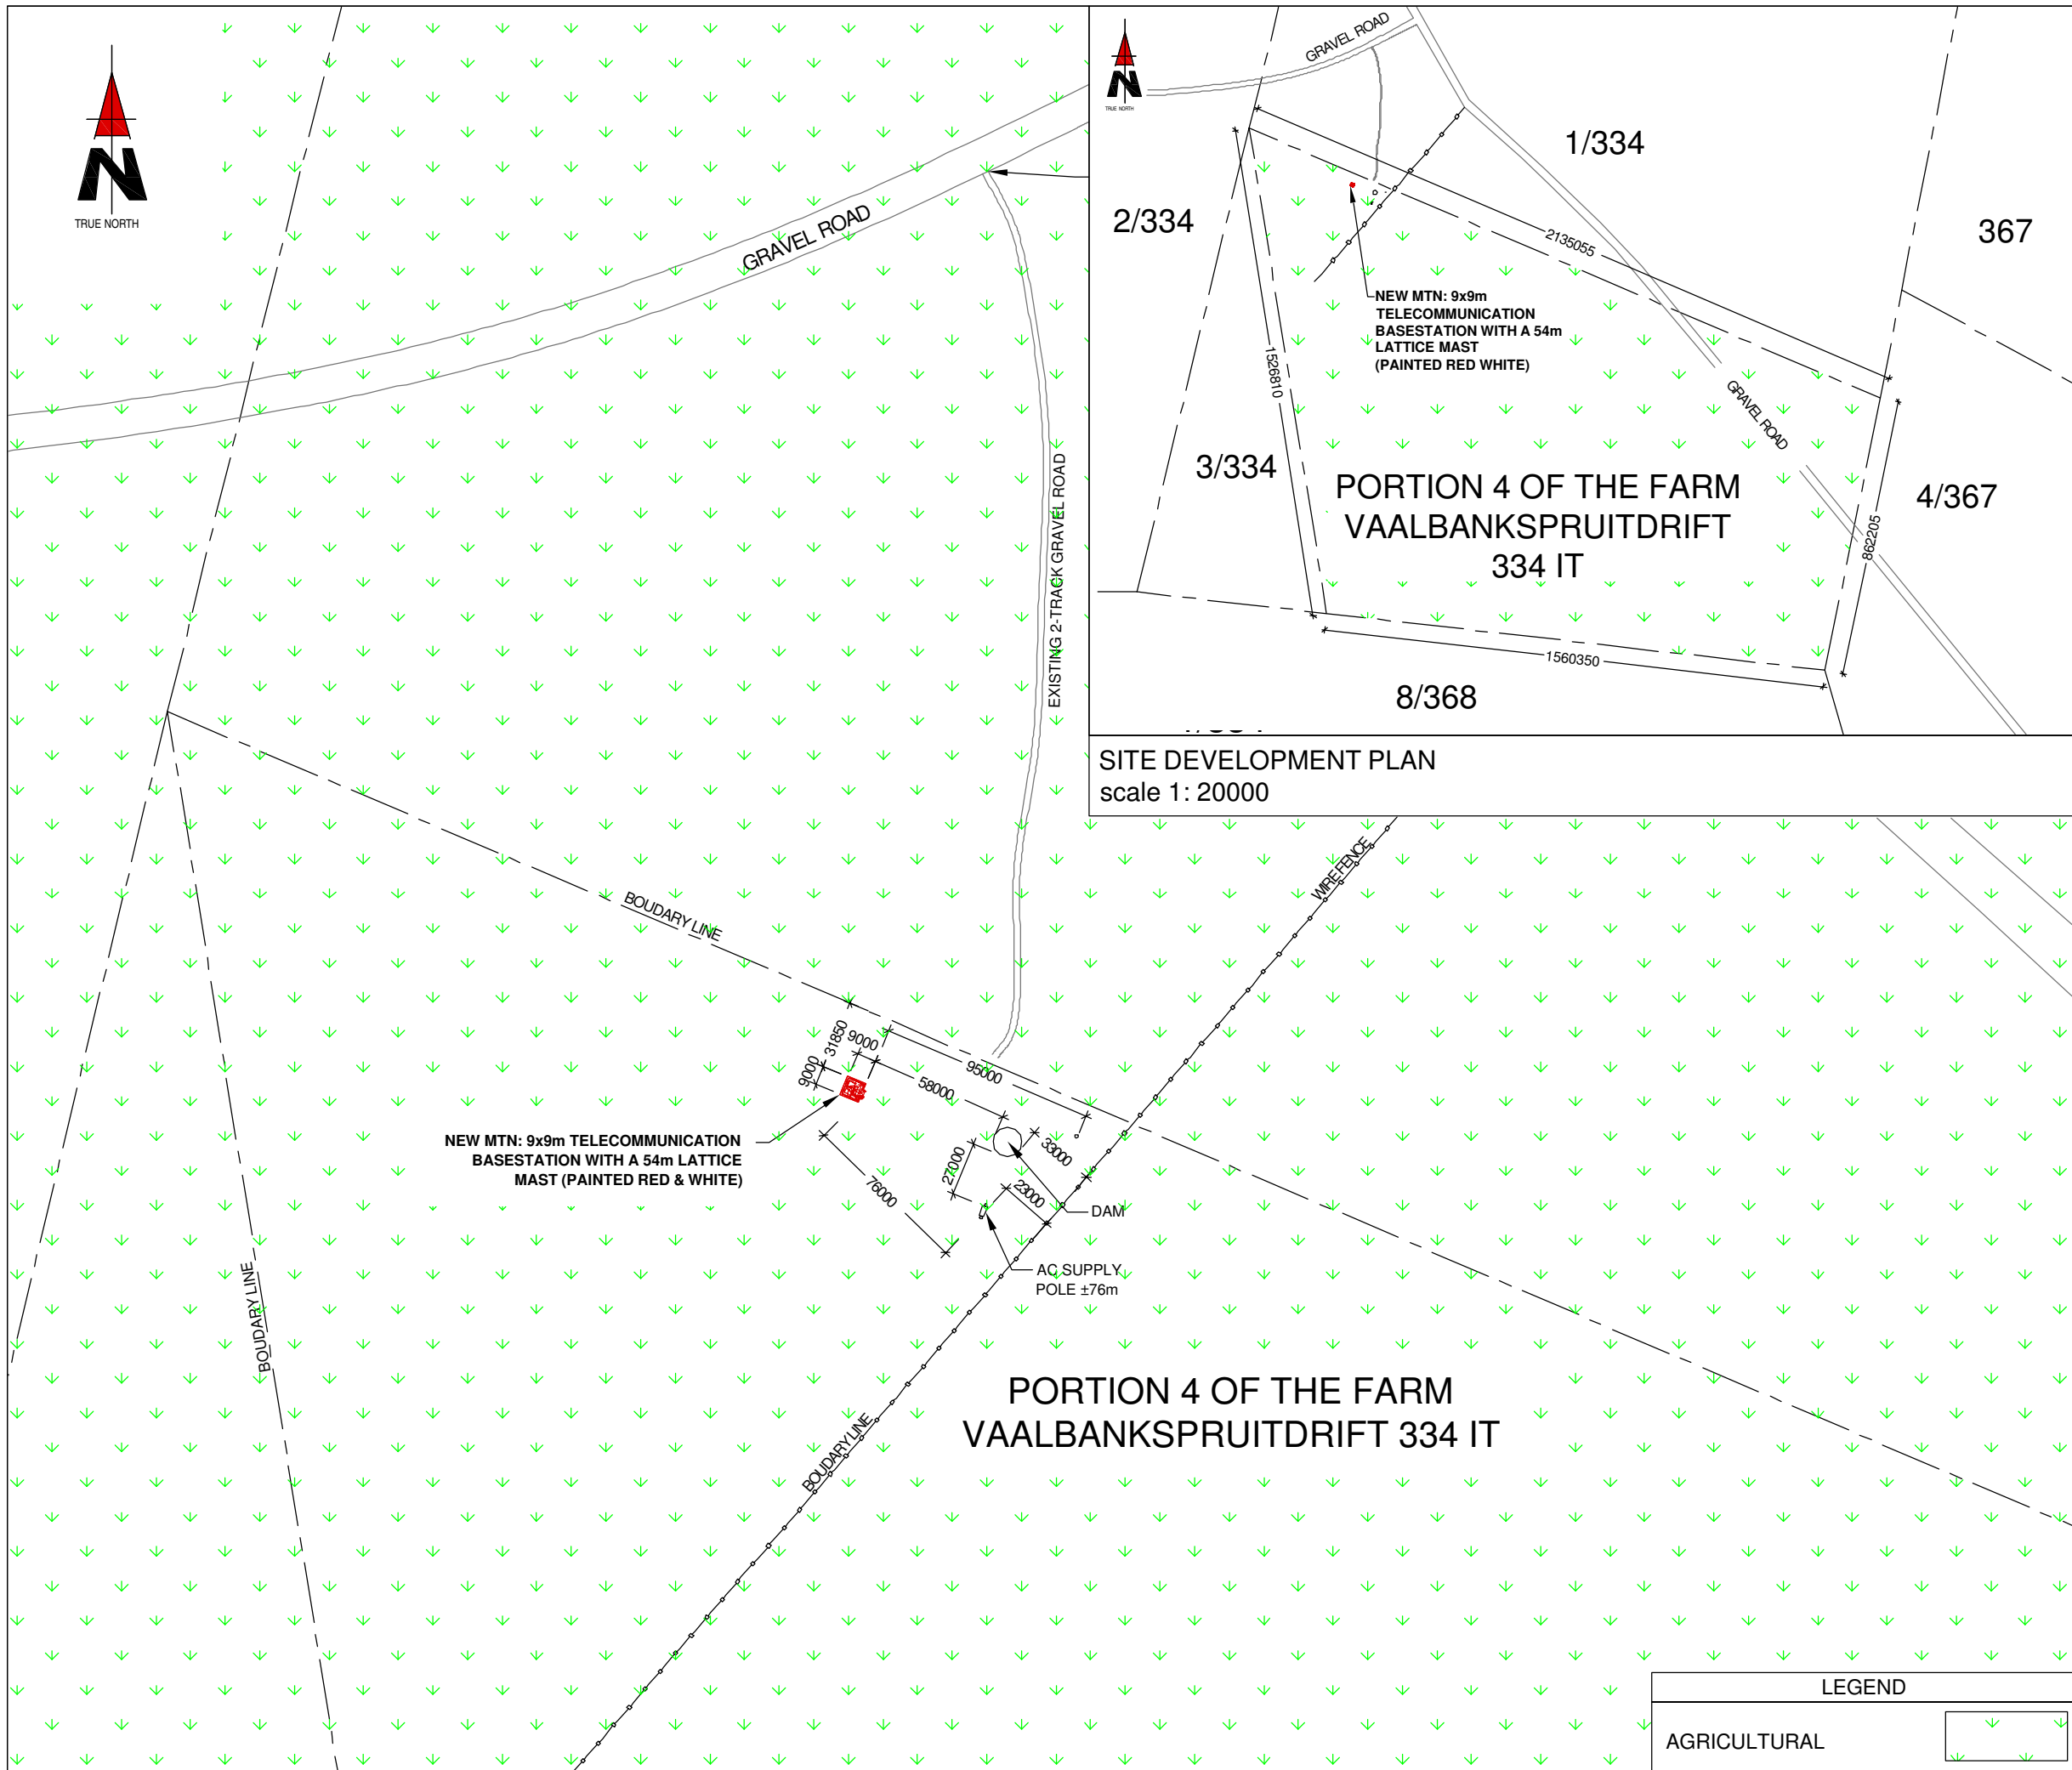 N
TRUE NORTH
GRAVEL ROAD
EXISTING 2-TRACK GRAVEL ROAD
N
TRUE NORTH
GRAVEL ROAD
1/334
2/334
367
2135055
NEW MTN: 9x9m
TELECOMMUNICATION
BASESTATION WITH A 54m
LATTICE MAST
(PAINTED RED WHITE)
1526810
GRAVEL ROAD
3/334
PORTION 4 OF THE FARM
VAALBANKSPRUITDRIFT
334 IT
4/367
862205
1560350
8/368
SITE DEVELOPMENT PLAN
scale 1: 20000
WIRE FENCE
BOUDARY LINE
31850
9000
9000
95000
58000
NEW MTN: 9x9m TELECOMMUNICATION
BASESTATION WITH A 54m LATTICE
MAST (PAINTED RED & WHITE)
33000
27000
76000
23000
DAM
AC SUPPLY
POLE ±76m
BOUDARY LINE
PORTION 4 OF THE FARM
VAALBANKSPRUITDRIFT 334 IT
BOUDARY LINE
LEGEND
AGRICULTURAL